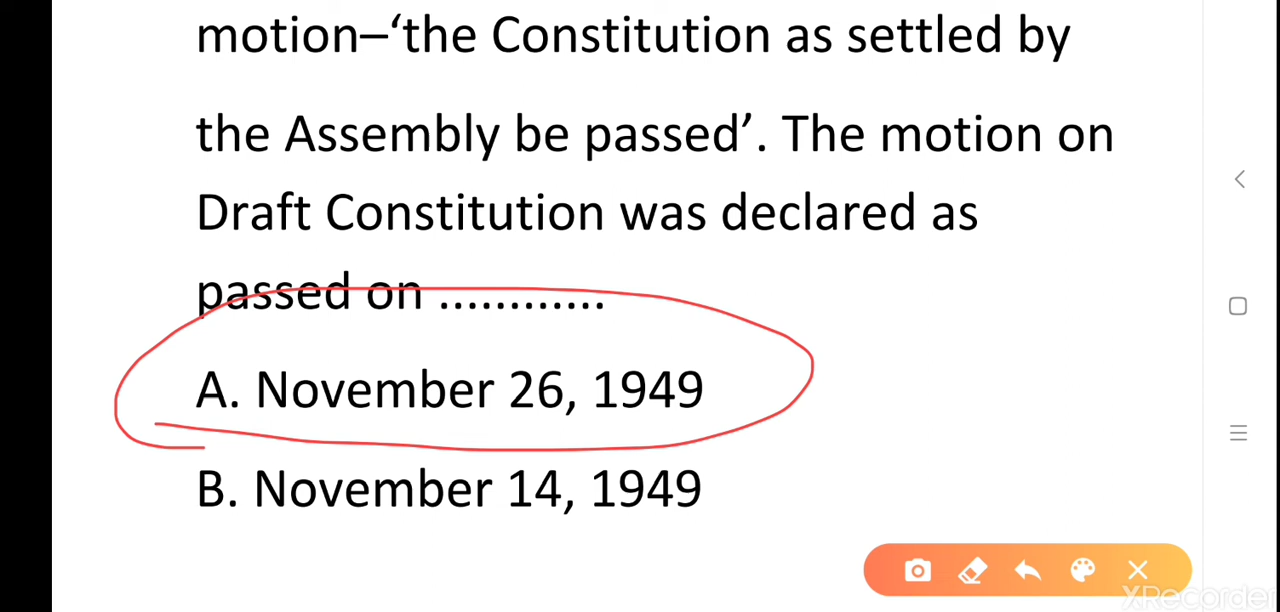 motion–‘the Constitution as settled by
the Assembly be passed’. The motion on
Draft Constitution was declared as
passed on ............
A. November 26, 1949
B. November 14, 1949
XRecorder